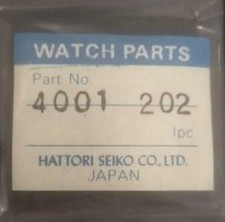 WATCH PARTS
Part No.
4001 202
1pc
HATTORI SEIKO CO., LTD.
JAPAN